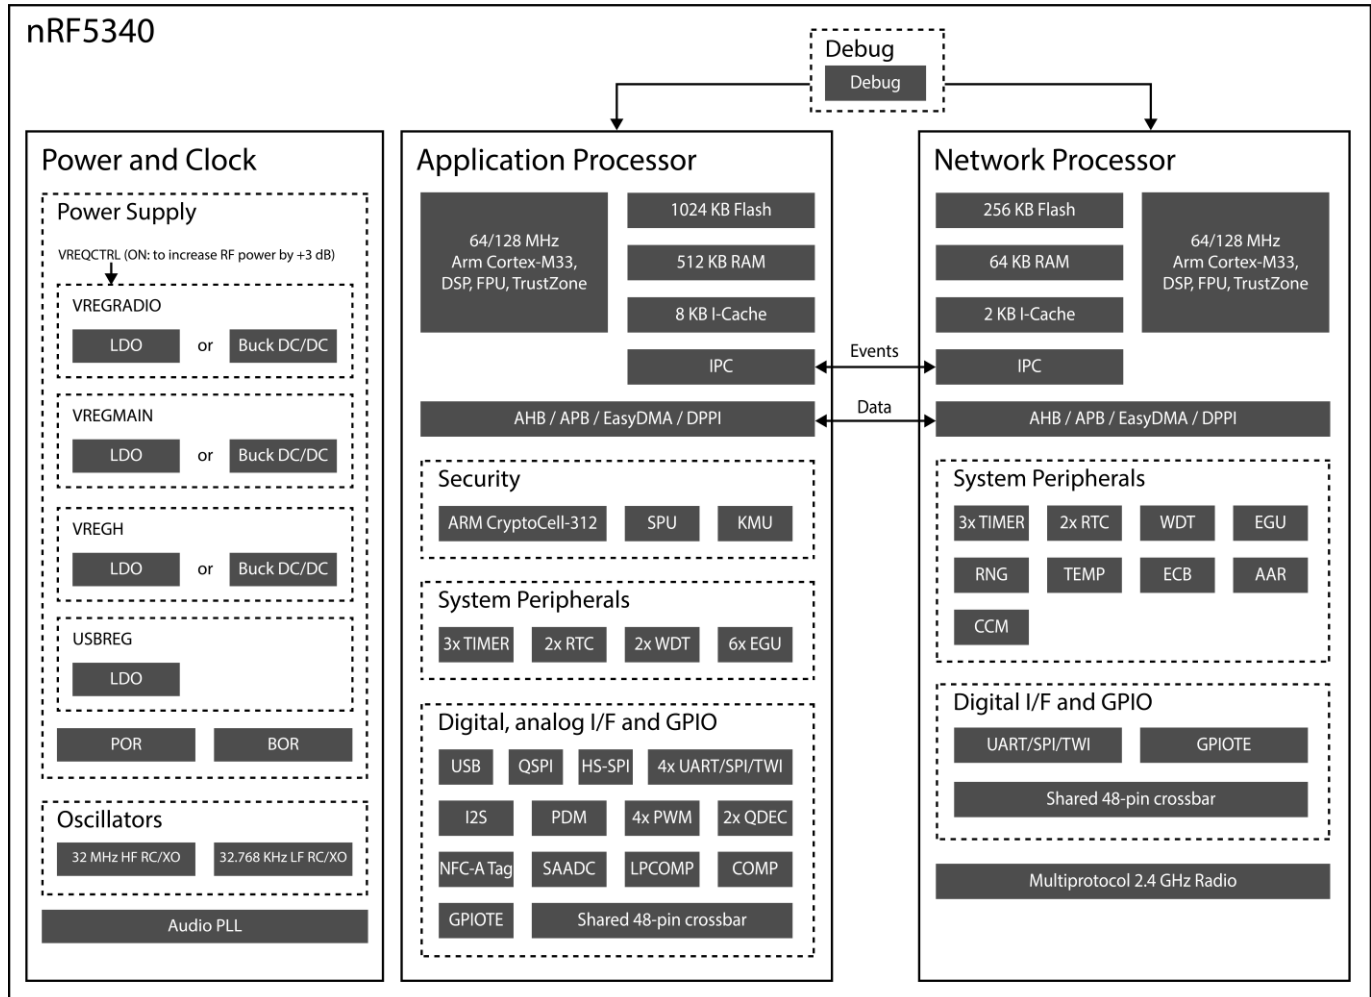 nRF5340
Debug
Debug
Power and Clock
Power Supply
VREQCTRL (ON: to increase RF power by +3 dB)
VREGRADIO
LDO or Buck DC/DC
VREGMAIN
LDO or Buck DC/DC
VREGH
LDO or Buck DC/DC
USBREG
LDO
POR BOR
Oscillators
32 MHz HF RC/XO 32.768 KHz LF RC/XO
Audio PLL
Application Processor
64/128 MHz
Arm Cortex-M33,
DSP, FPU, TrustZone
1024 KB Flash
512 KB RAM
8 KB I-Cache
IPC
AHB / APB / EasyDMA / DPPI
Security
ARM CryptoCell-312 SPU KMU
System Peripherals
3x TIMER 2x RTC 2x WDT 6x EGU
Digital, analog I/F and GPIO
USB QSPI HS-SPI 4x UART/SPI/TWI
I2S PDM 4x PWM 2x QDEC
NFC-A Tag SAADC LPCOMP COMP
GPIOTE Shared 48-pin crossbar
Events
Data
Network Processor
256 KB Flash
64 KB RAM
2 KB I-Cache
IPC
64/128 MHz
Arm Cortex-M33,
DSP, FPU, TrustZone
AHB / APB / EasyDMA / DPPI
System Peripherals
3x TIMER 2x RTC WDT EGU
RNG TEMP ECB AAR
CCM
Digital I/F and GPIO
UART/SPI/TWI GPIOTE
Shared 48-pin crossbar
Multiprotocol 2.4 GHz Radio